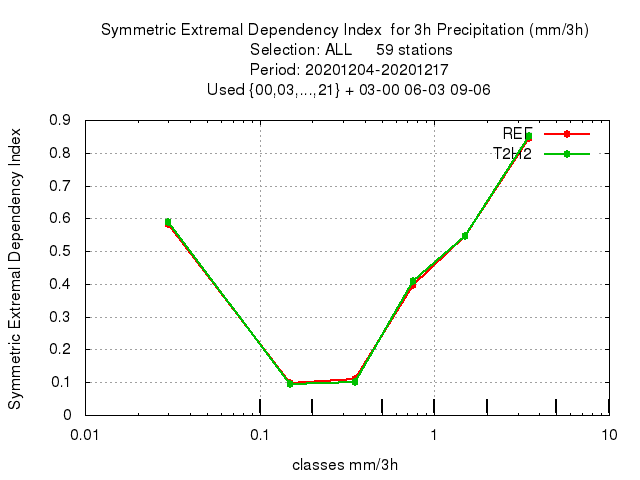 Symmetric Extremal Dependency Index  for 3h Precipitation (mm/3h)
Selection: ALL     59 stations
Period: 20201204-20201217
Used {00,03,...,21} + 03-00 06-03 09-06
Symmetric Extremal Dependency Index
0.9
0.8
0.7
0.6
0.5
0.4
0.3
0.2
0.1
0
REF
T2H2
0.01
0.1
1
10
classes mm/3h